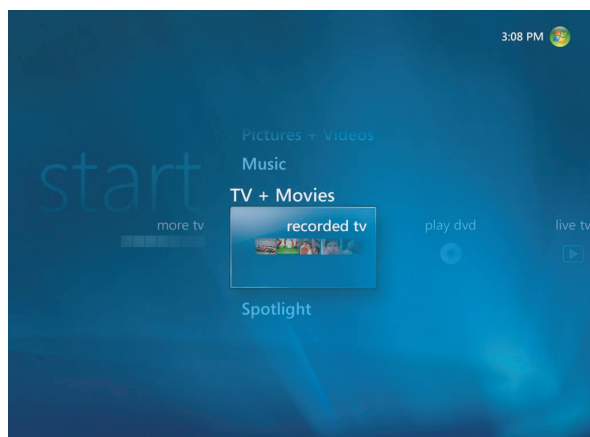 3:08 PM
start
Pictures + Videos
Music
TV + Movies
more tv
recorded tv
play dvd
live tv
Spotlight